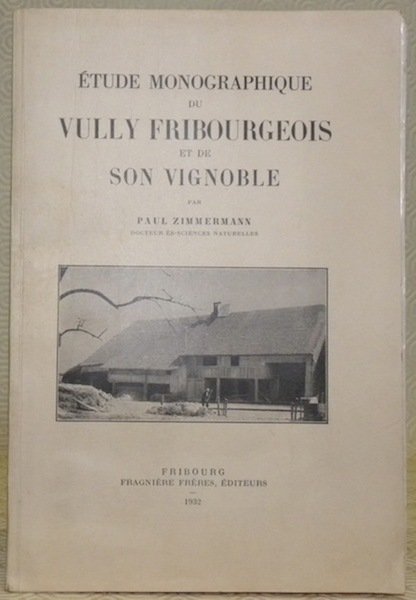 ÉTUDE MONOGRAPHIQUE
DU
VULLY FRIBOURGEOIS
ET DE
SON VIGNOBLE
PAR
PAUL ZIMMERMANN
DOCTEUR ÈS-SCIENCES NATURELLES
FRIBOURG
FRAGNIÈRE FRÈRES, ÉDITEURS
1932